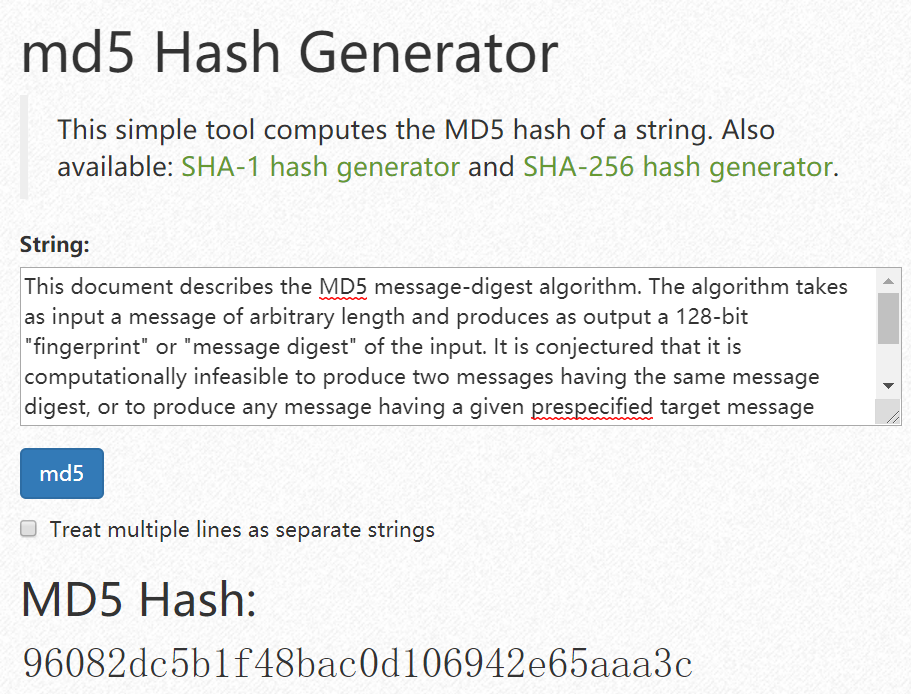 md5 Hash Generator
This simple tool computes the MD5 hash of a string. Also
available: SHA-1 hash generator and SHA-256 hash generator.
String:
This document describes the MD5 message-digest algorithm. The algorithm takes
as input a message of arbitrary length and produces as output a 128-bit
"fingerprint" or "message digest" of the input. It is conjectured that it is
computationally infeasible to produce two messages having the same message
digest, or to produce any message having a given prespecified target message
md5
Treat multiple lines as separate strings
MD5 Hash:
96082dc5b1f48bac0d106942e65aaa3c